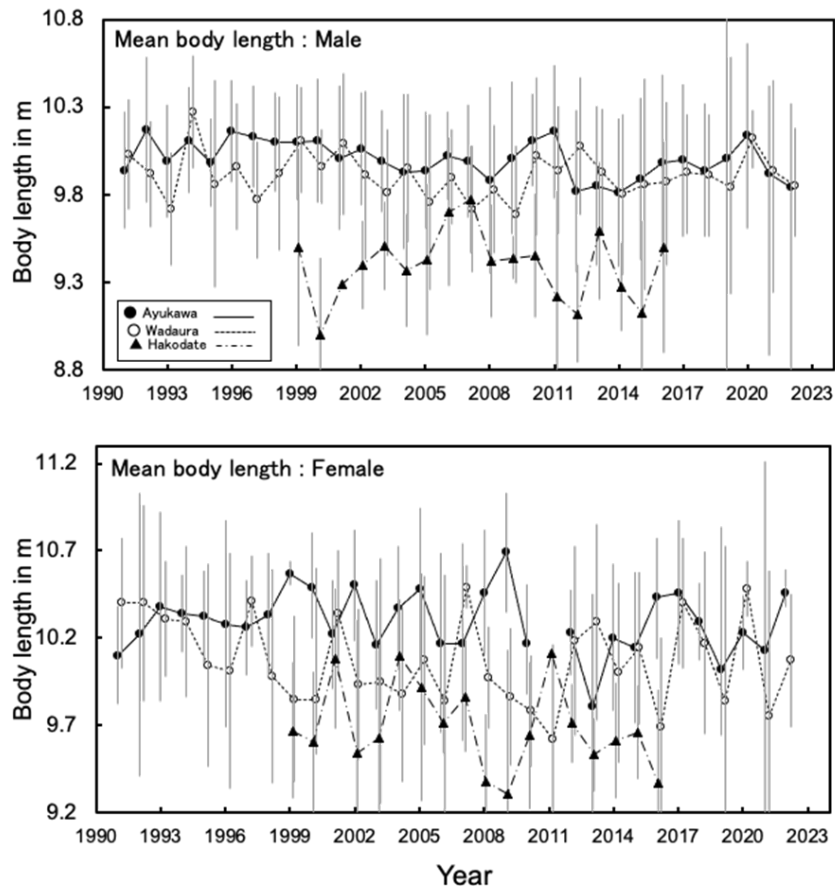 10.8
10.3
9.8
9.3
8.8
Body length in m
Mean body length : Male
Ayukawa
Wadaura
Hakodate
1990 1993 1996 1999 2002 2005 2008 2011 2014 2017 2020 2023
11.2
10.7
10.2
9.7
9.2
Body length in m
Mean body length : Female
1990 1993 1996 1999 2002 2005 2008 2011 2014 2017 2020 2023
Year